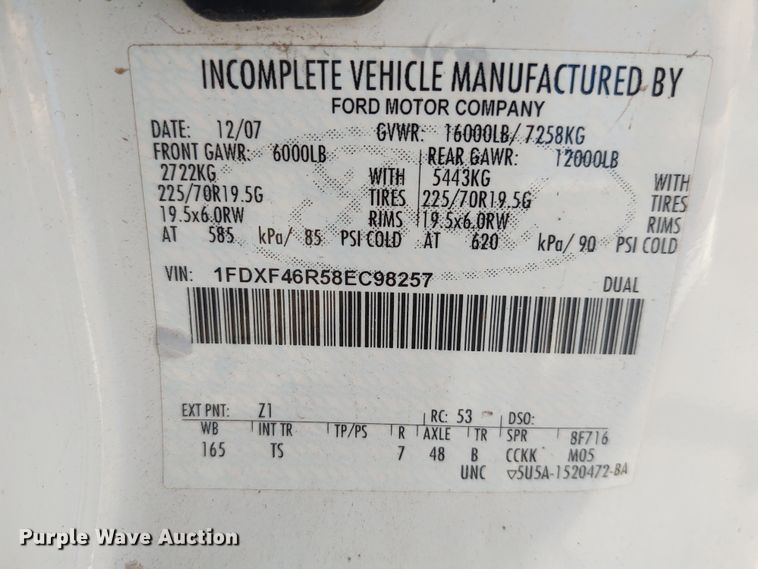 INCOMPLETE VEHICLE MANUFACTURED BY
FORD MOTOR COMPANY
DATE: 12/07 GVWR: 16000LB/ 7258KG
FRONT GAWR: 6000LB REAR GAWR: 12000LB
2722KG WITH 5443KG WITH
225/70R19.5G TIRES 225/70R19.5G TIRES
19.5x6.0RW RIMS 19.5x6.0RW RIMS
AT 585 kPa/ 85 PSI COLD AT 620 kPa/ 90 PSI COLD
VIN: 1FDXF46R58EC98257 DUAL
EXT PNT: Z1 RC: 53 DSO:
WB INT TR TP/PS R AXLE TR SPR 8F716
165 TS 7 48 B CCKK M05
UNC ▽5U5A-1520472-BA
Purple Wave Auction